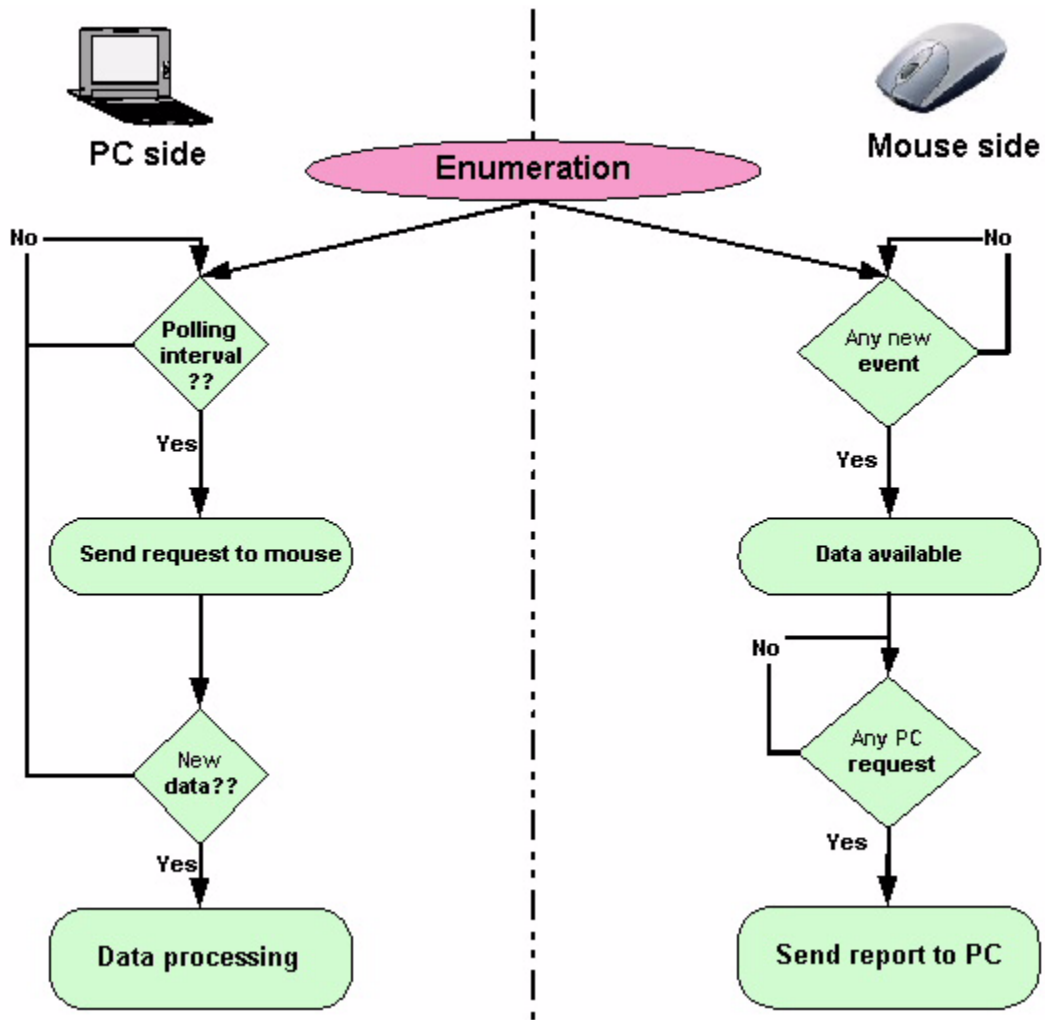 PC side
Mouse side
Enumeration
No
Polling
interval
??
Yes
Send request to mouse
New
data??
Yes
Data processing
No
Any new
event
Yes
Data available
No
Any PC
request
Yes
Send report to PC